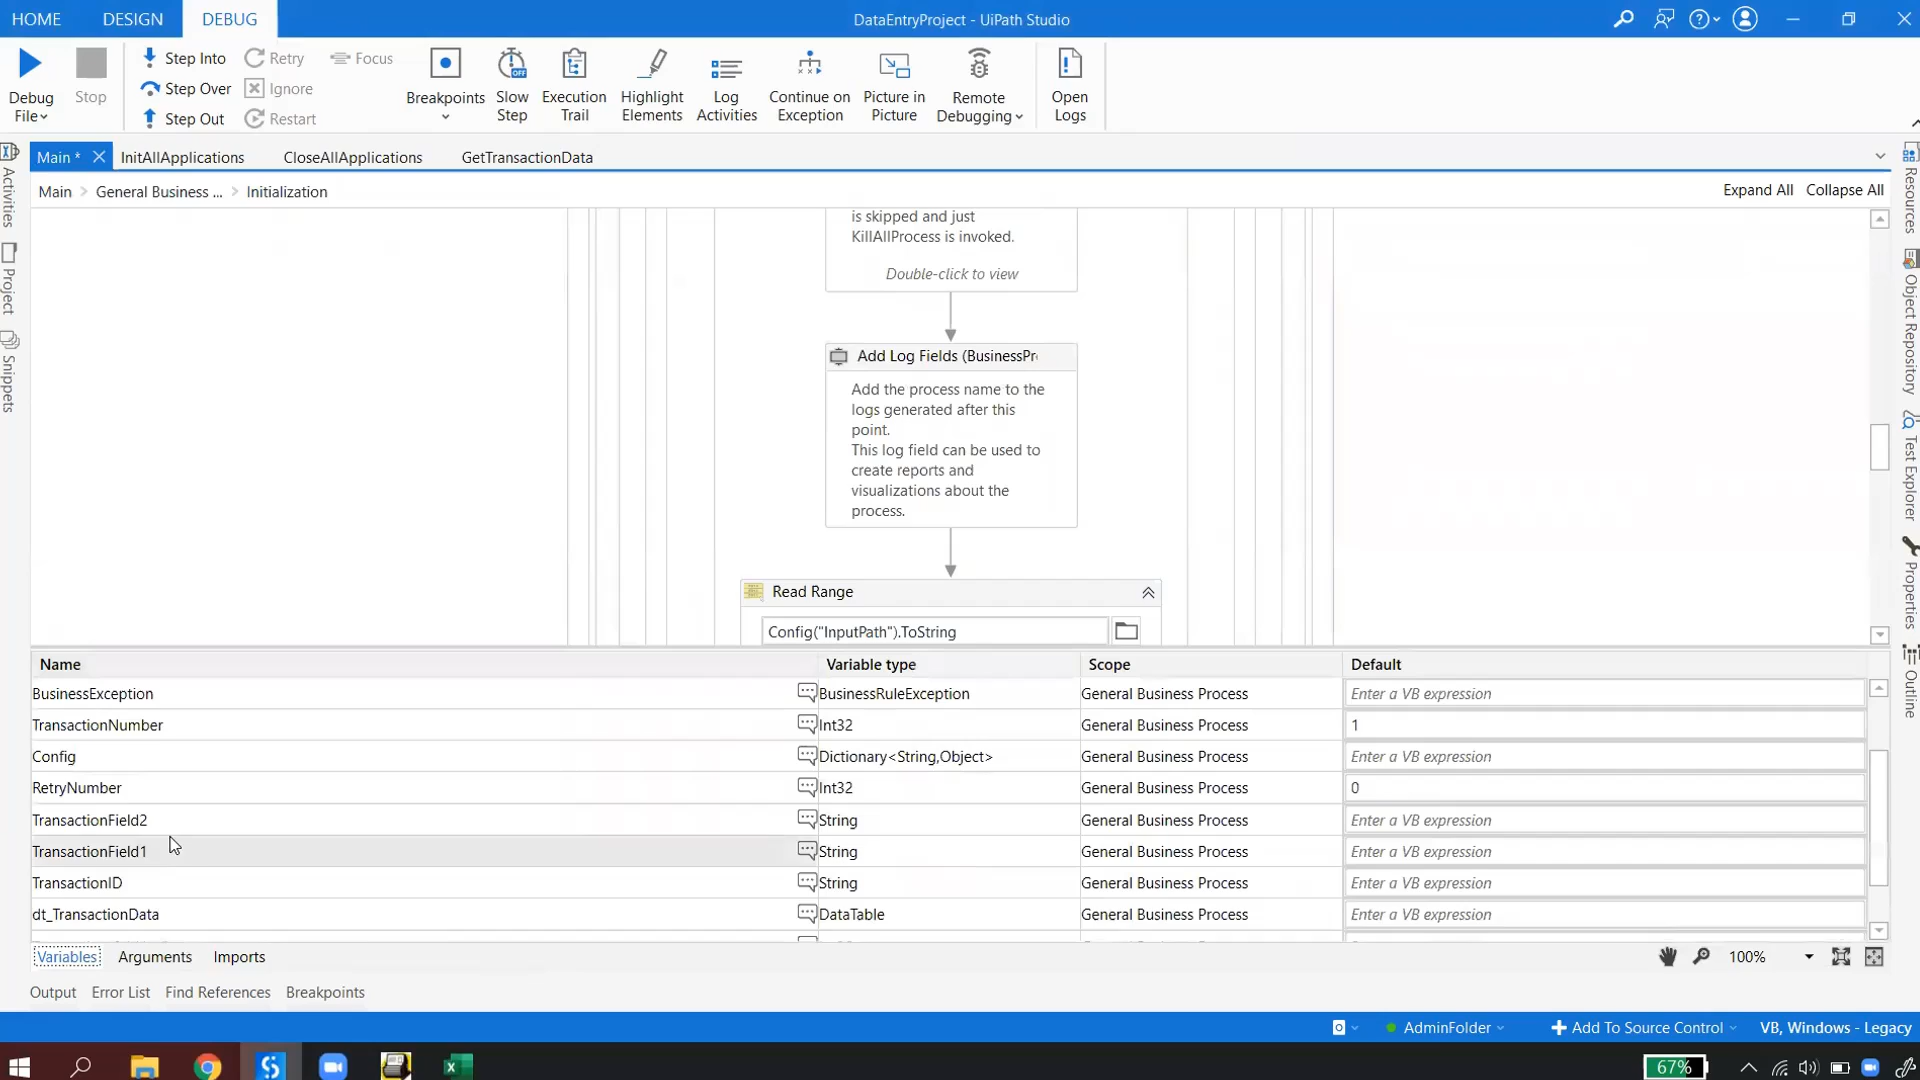 HOME DESIGN DEBUG DataEntryProject - UiPath Studio
Debug File
Stop
Step Into
Step Over
Step Out
Retry
Ignore
Restart
Focus
Breakpoints
Slow
Step
OFF
Execution
Trail
Highlight
Elements
Log
Activities
Continue on
Exception
Picture in
Picture
Remote
Debugging
Open
Logs
Main * InitAllApplications CloseAllApplications GetTransactionData
Main > General Business ... > Initialization
Expand All Collapse All
Activities
Project
Snippets
Resources
Object Repository
Test Explorer
Properties
Outline
is skipped and just
KillAllProcess is invoked.
Double-click to view
Add Log Fields (BusinessPr
Add the process name to the
logs generated after this
point.
This log field can be used to
create reports and
visualizations about the
process.
Read Range
Config("InputPath").ToString
Name Variable type Scope Default
BusinessException BusinessRuleException General Business Process Enter a VB expression
TransactionNumber Int32 General Business Process 1
Config Dictionary<String,Object> General Business Process Enter a VB expression
RetryNumber Int32 General Business Process 0
TransactionField2 String General Business Process Enter a VB expression
TransactionField1 String General Business Process Enter a VB expression
TransactionID String General Business Process Enter a VB expression
dt_TransactionData DataTable General Business Process Enter a VB expression
Variables Arguments Imports 100%
Output Error List Find References Breakpoints
AdminFolder Add To Source Control VB, Windows - Legacy
67%